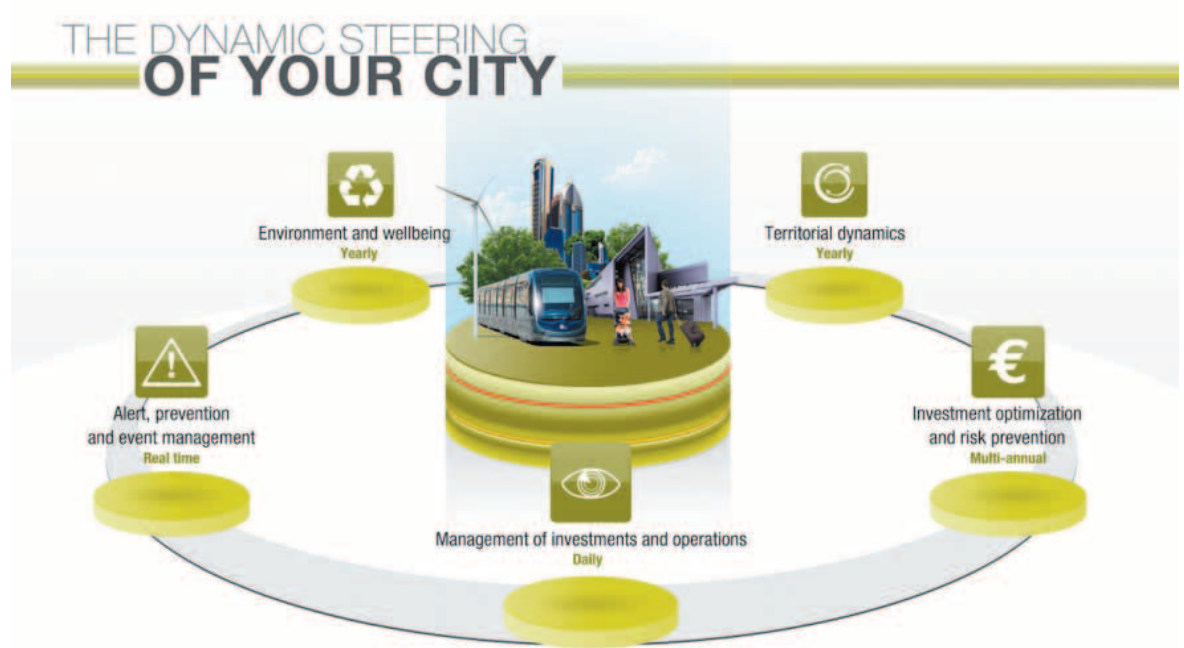 THE DYNAMIC STEERING
OF YOUR CITY
Environment and wellbeing
Yearly
Territorial dynamics
Yearly
Alert, prevention
and event management
Real time
€
Investment optimization
and risk prevention
Multi-annual
Management of investments and operations
Daily